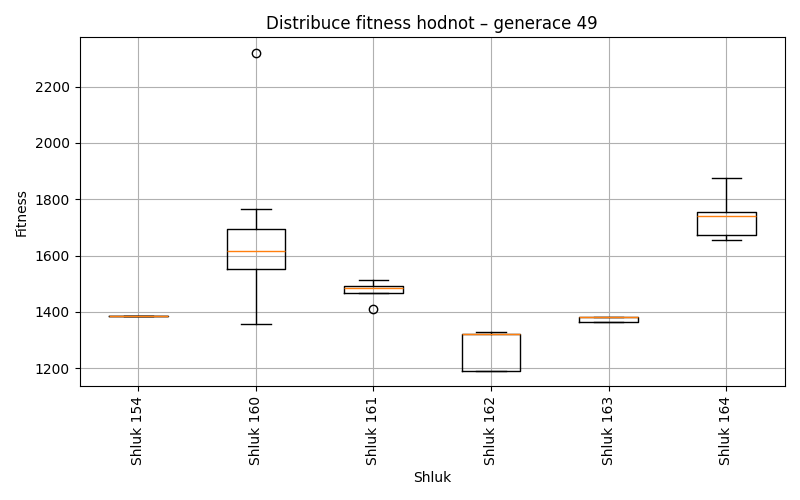 Distribuce fitness hodnot – generace 49
Fitness
2200
2000
1800
1600
1400
1200
Shluk 154
Shluk 160
Shluk 161
Shluk 162
Shluk 163
Shluk 164
Shluk